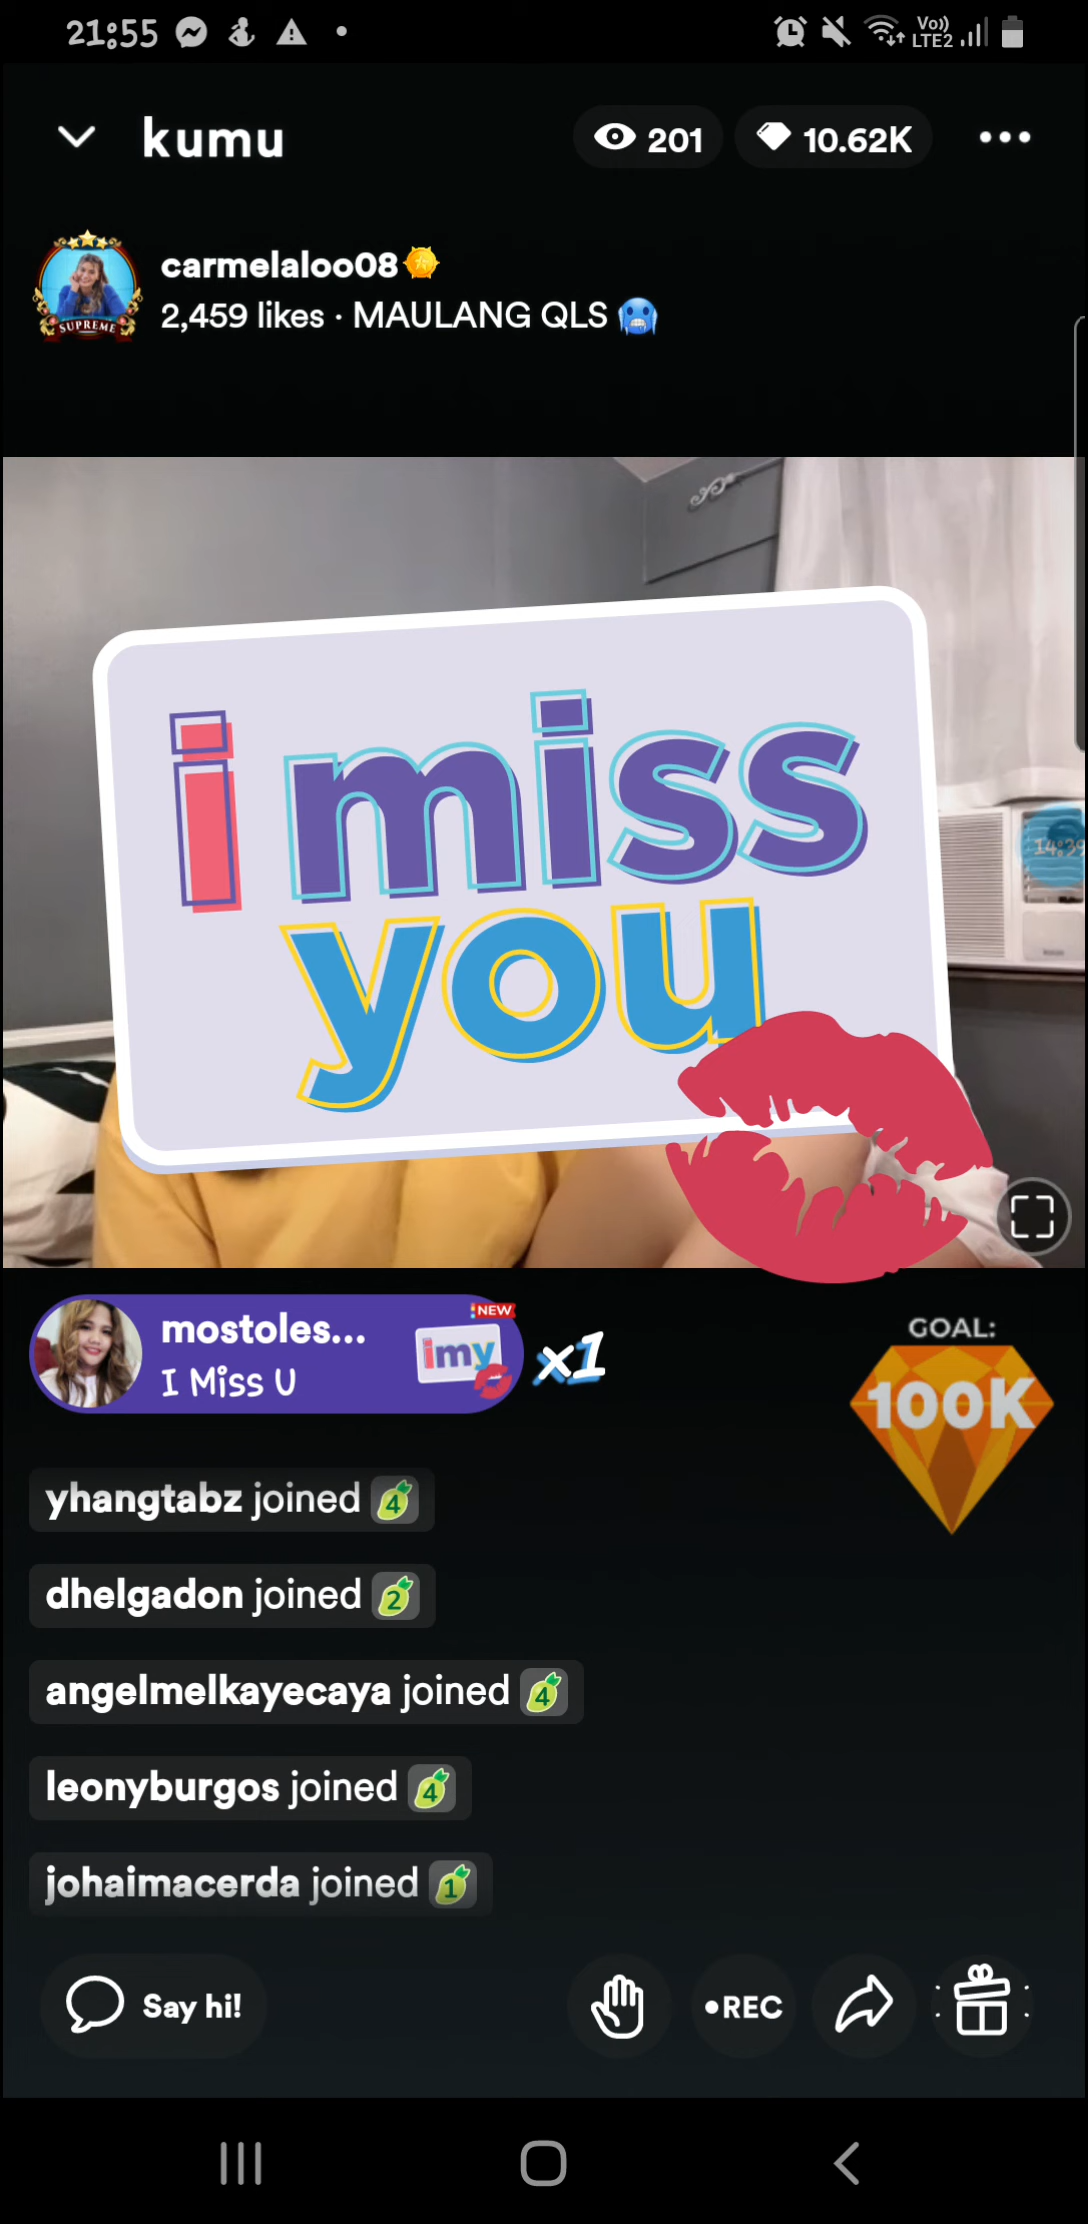 21:55
Vo))
LTE2
kumu
201
10.62K
carmelaloo08
2,459 likes · MAULANG QLS
SUPREME
i miss
you
14:39
mostoles...
I Miss U
NEW
imy
x1
GOAL:
100K
yhangtabz joined 4
dhelgadon joined 2
angelmelkayecaya joined 4
leonyburgos joined 4
johaimacerda joined 1
Say hi!
•REC